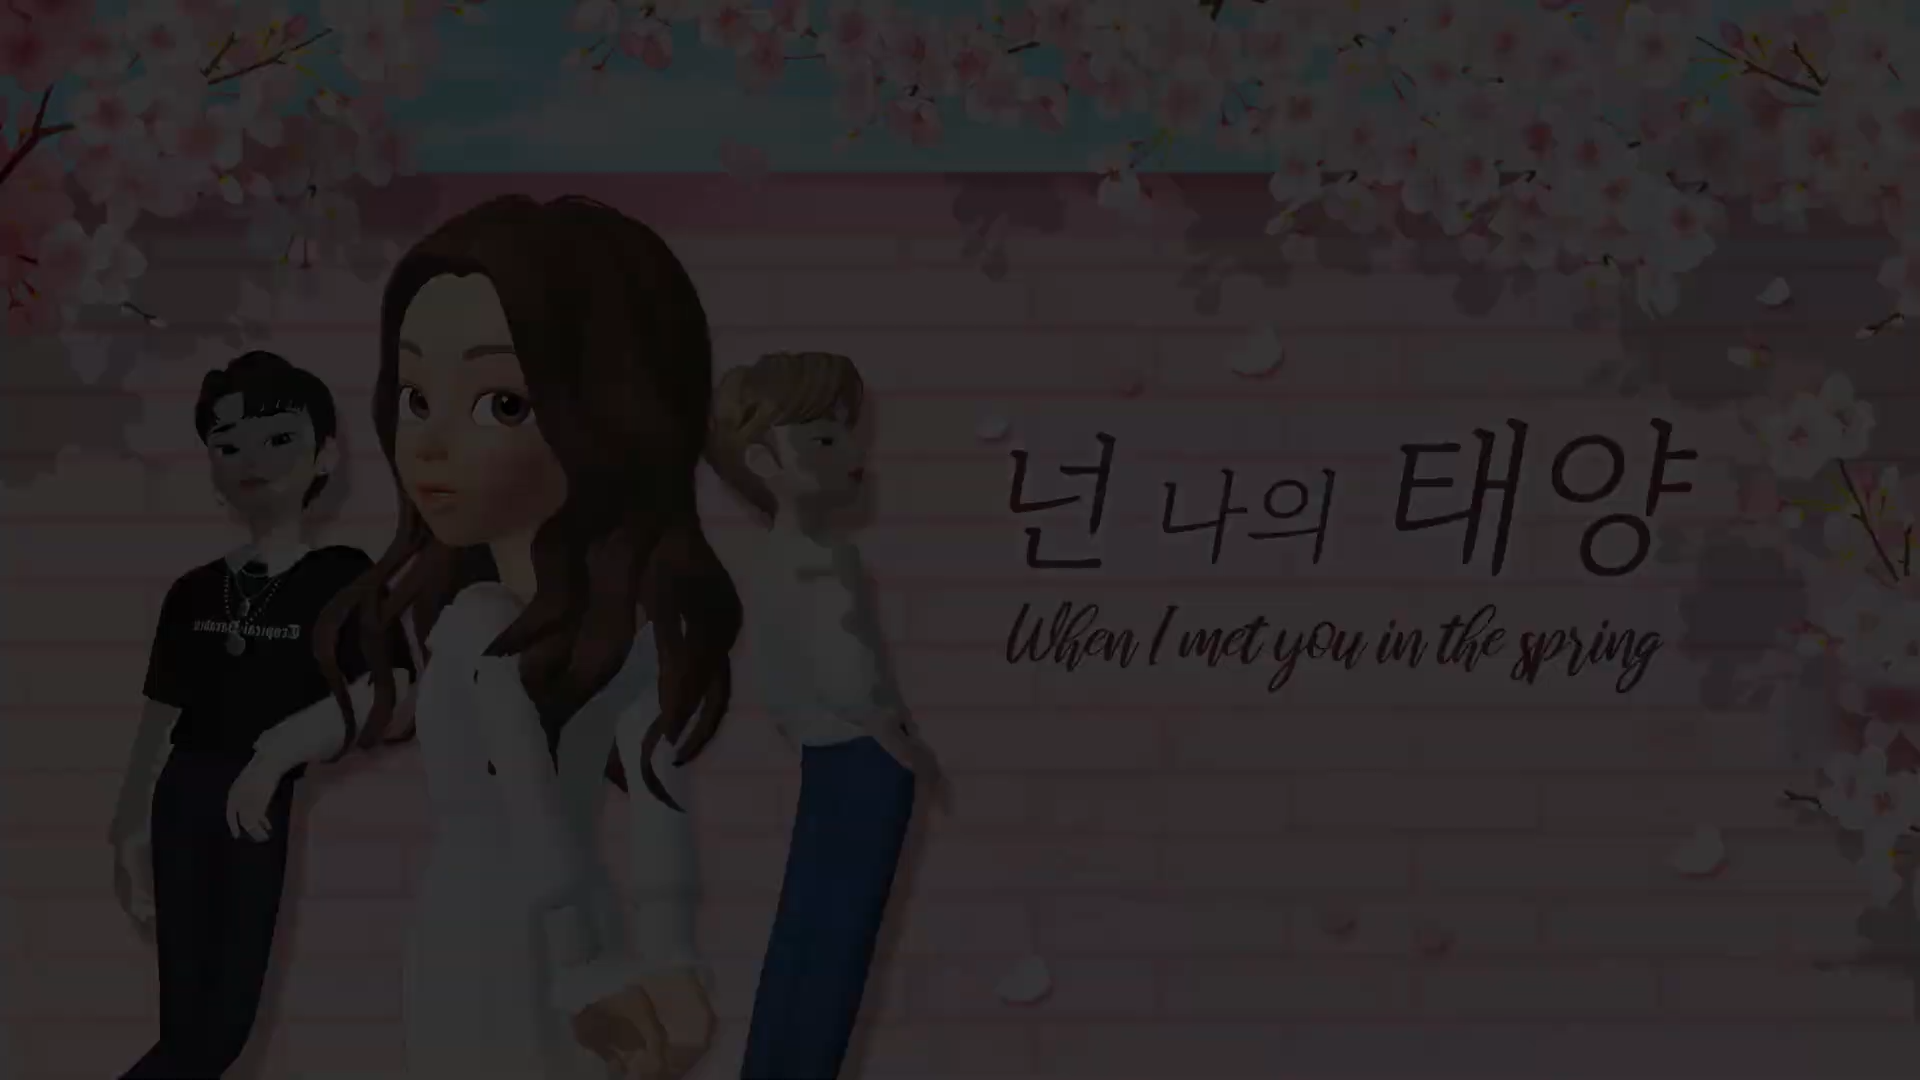 넌 나의 태양
When I met you in the spring